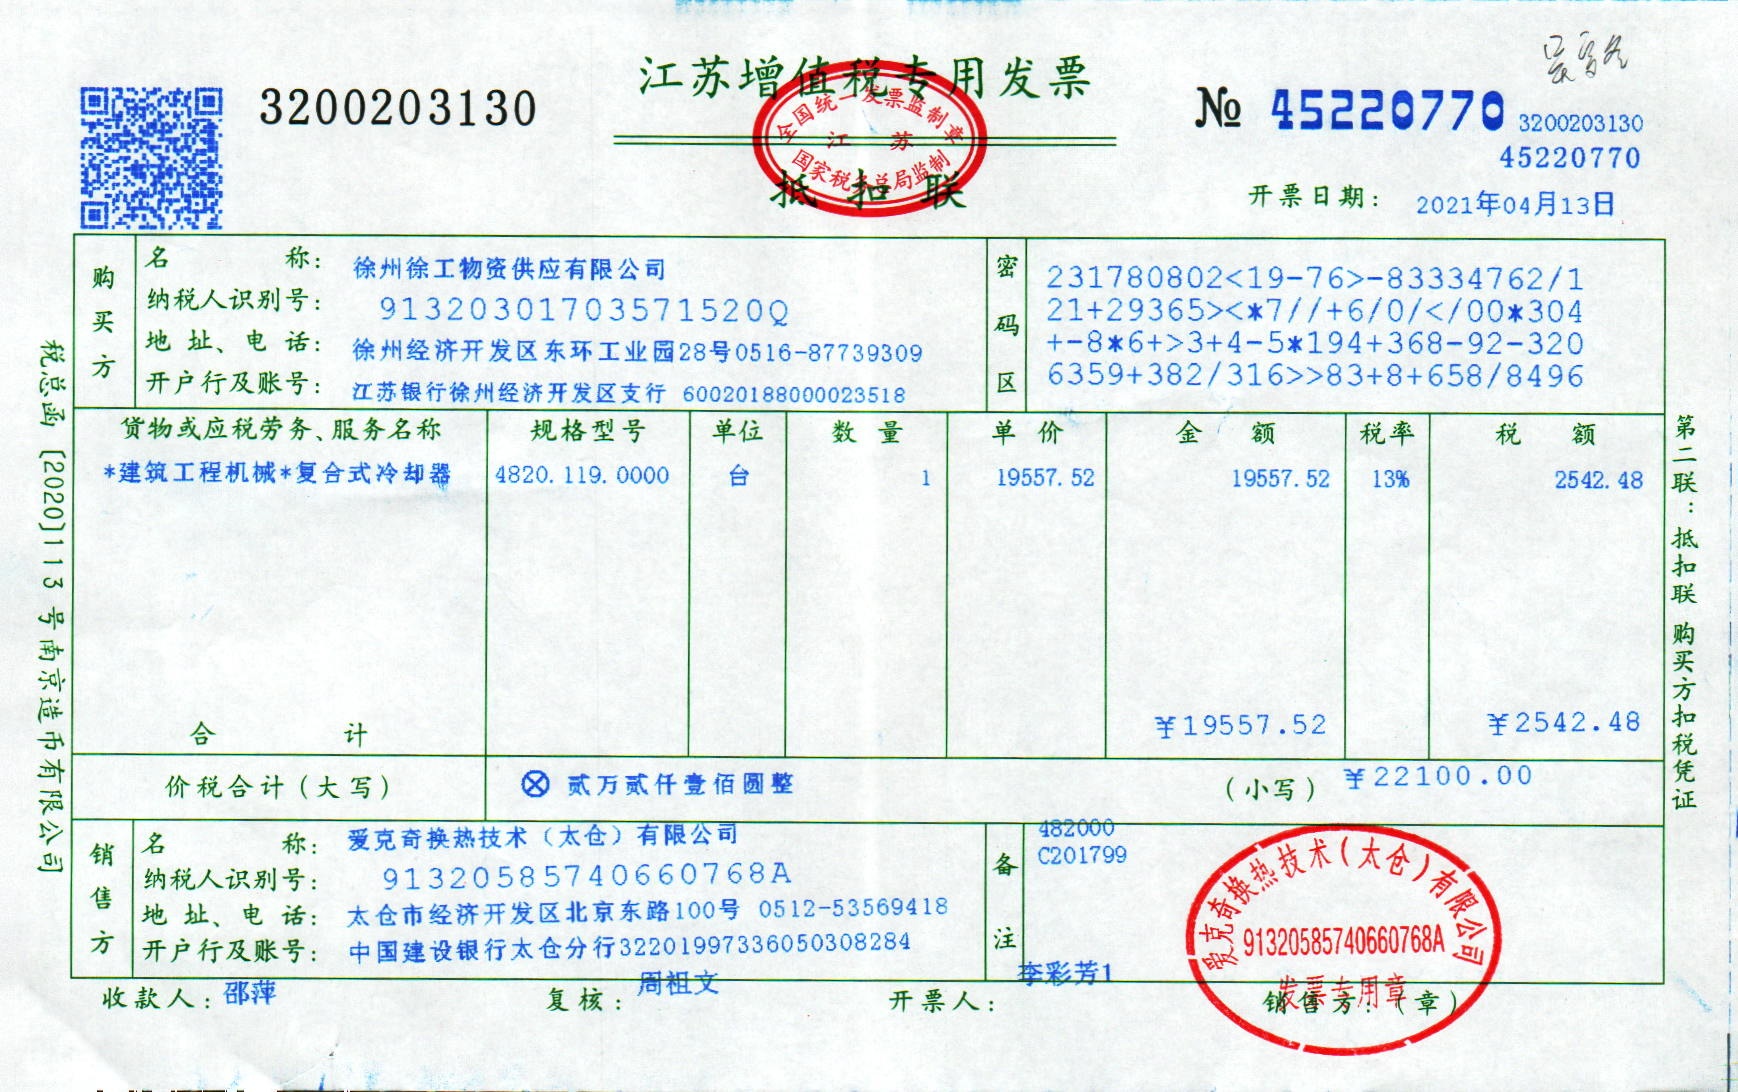 江苏增值税专用发票
3200203130
全国统一发票监制章
江 苏
国家税务总局监制
抵扣联
№ 45220770
3200203130
45220770
开票日期: 2021年04月13日
购买方
名 称: 徐州徐工物资供应有限公司
纳税人识别号: 91320301703571520Q
地 址、电 话: 徐州经济开发区东环工业园28号0516-87739309
开户行及账号: 江苏银行徐州经济开发区支行 60020188000023518
密码区
231780802<19-76>-83334762/1
21+29365><*7//+6/0/</00*304
+-8*6+>3+4-5*194+368-92-320
6359+382/316>>83+8+658/8496
货物或应税劳务、服务名称 规格型号 单位 数 量 单 价 金 额 税率 税 额
*建筑工程机械*复合式冷却器 4820.119.0000 台 1 19557.52 19557.52 13% 2542.48
合 计 ¥19557.52 ¥2542.48
价税合计(大写) ⊗ 贰万贰仟壹佰圆整 (小写) ¥22100.00
销售方
名 称: 爱克奇换热技术（太仓）有限公司
纳税人识别号: 91320585740660768A
地 址、电 话: 太仓市经济开发区北京东路100号 0512-53569418
开户行及账号: 中国建设银行太仓分行32201997336050308284
备注
482000
C201799
爱克奇换热技术(太仓)有限公司
91320585740660768A
发票专用章
收款人: 邵萍 复核: 周祖文 开票人: 李彩芳1 销售方:(章)
税总函[2020]113号南京造币有限公司
第二联:抵扣联 购买方扣税凭证